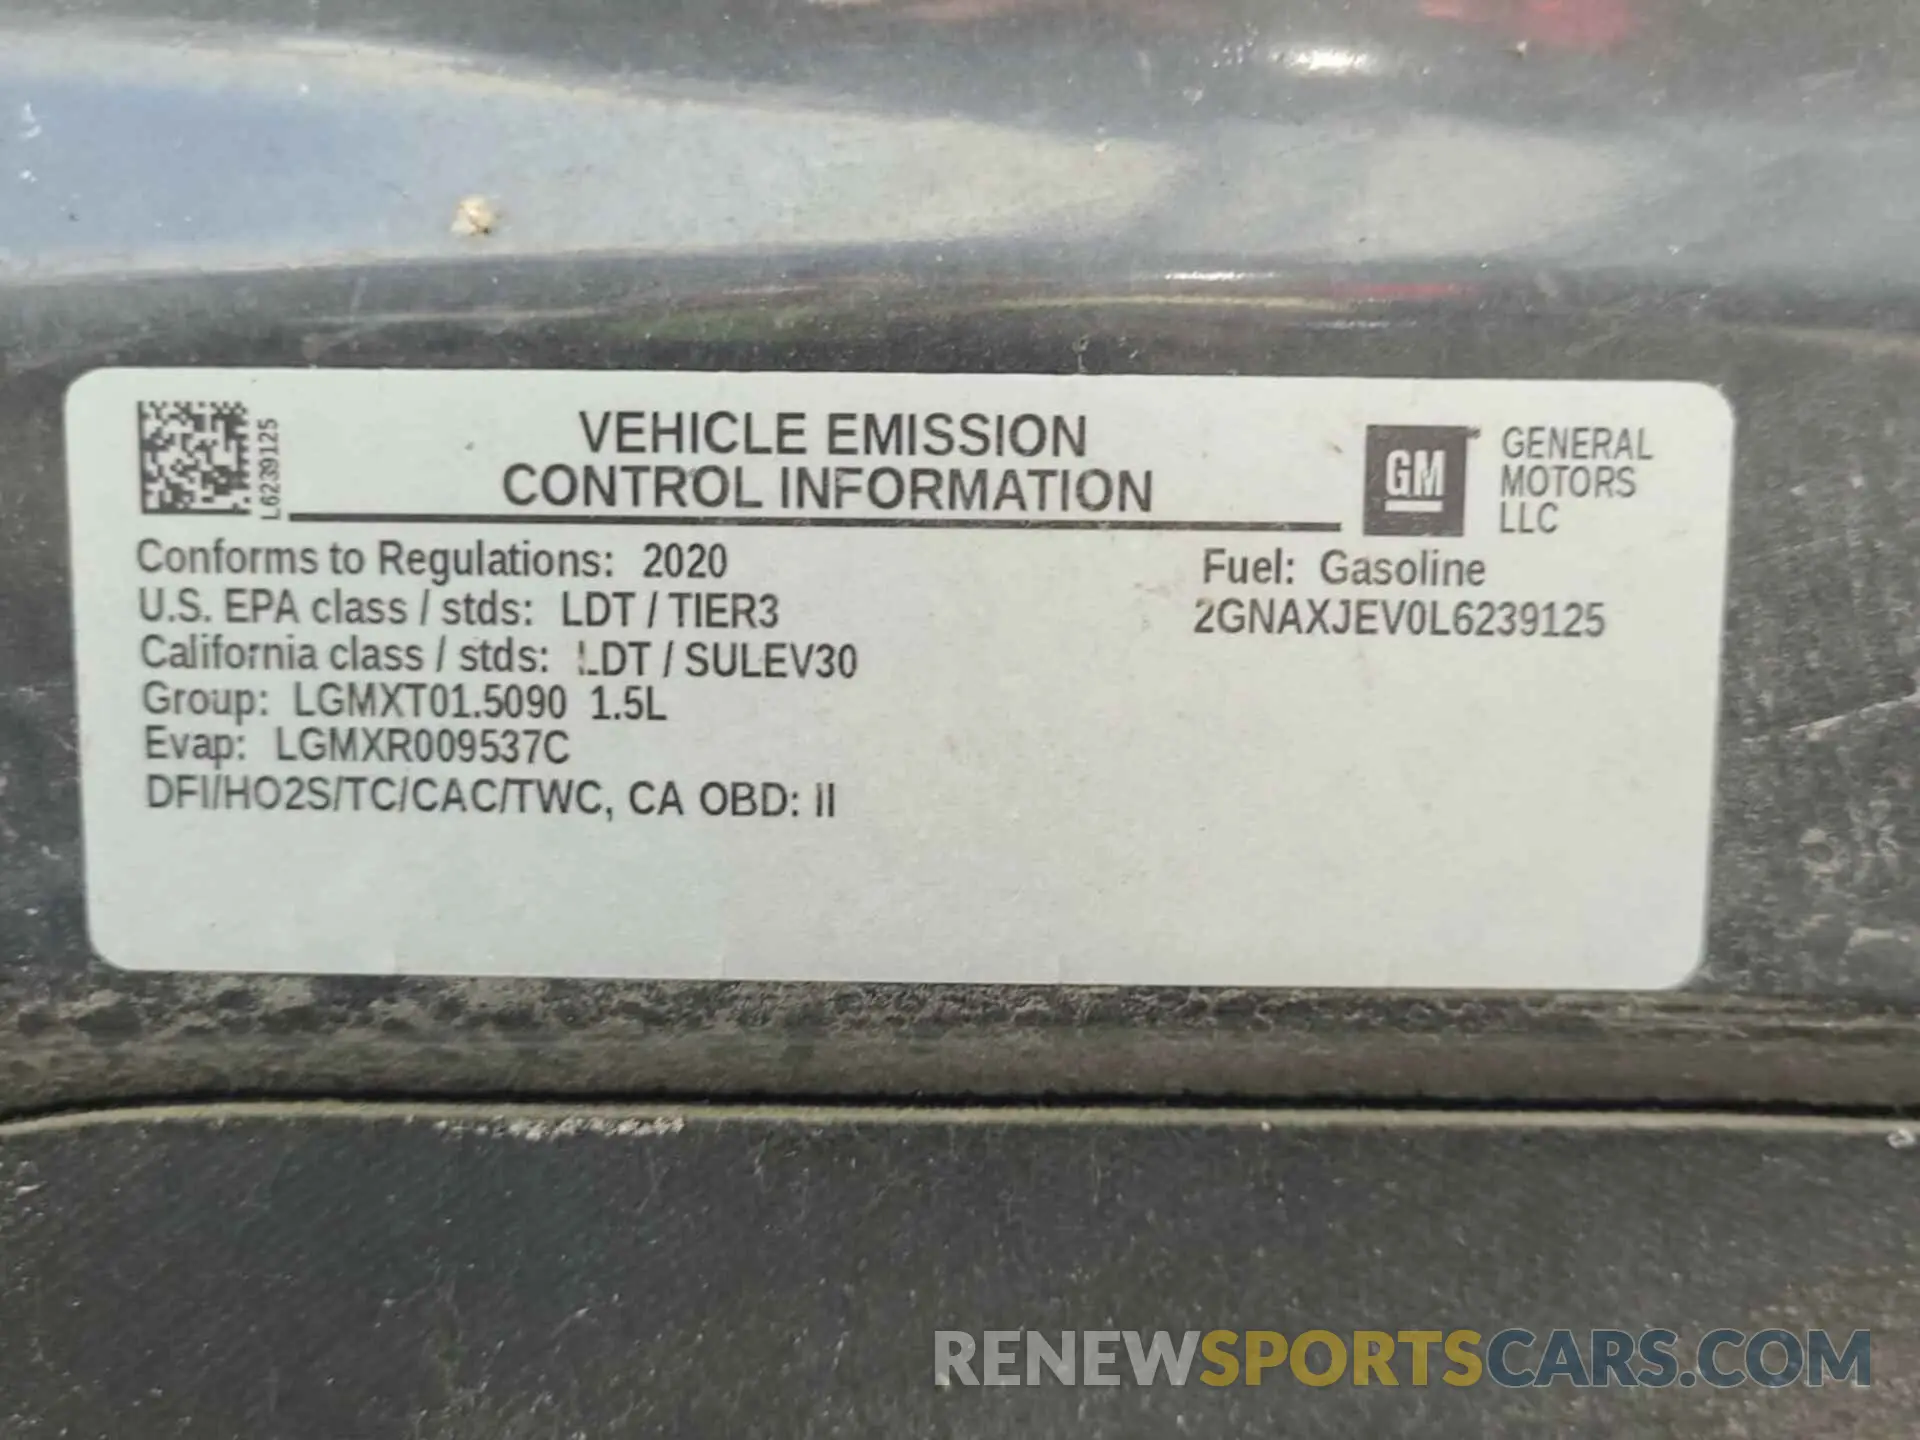 L6239125
VEHICLE EMISSION
CONTROL INFORMATION
GM
GENERAL
MOTORS
LLC
Conforms to Regulations: 2020
U.S. EPA class / stds: LDT / TIER3
California class / stds: LDT / SULEV30
Group: LGMXT01.5090 1.5L
Evap: LGMXR009537C
DFI/HO2S/TC/CAC/TWC, CA OBD: II
Fuel: Gasoline
2GNAXJEV0L6239125
RENEWSPORTSCARS.COM